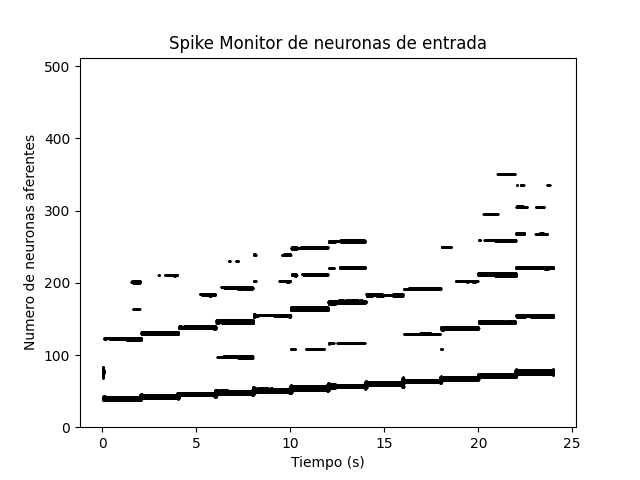 Spike Monitor de neuronas de entrada
Numero de neuronas aferentes
500
400
300
200
100
0
0 5 10 15 20 25
Tiempo (s)